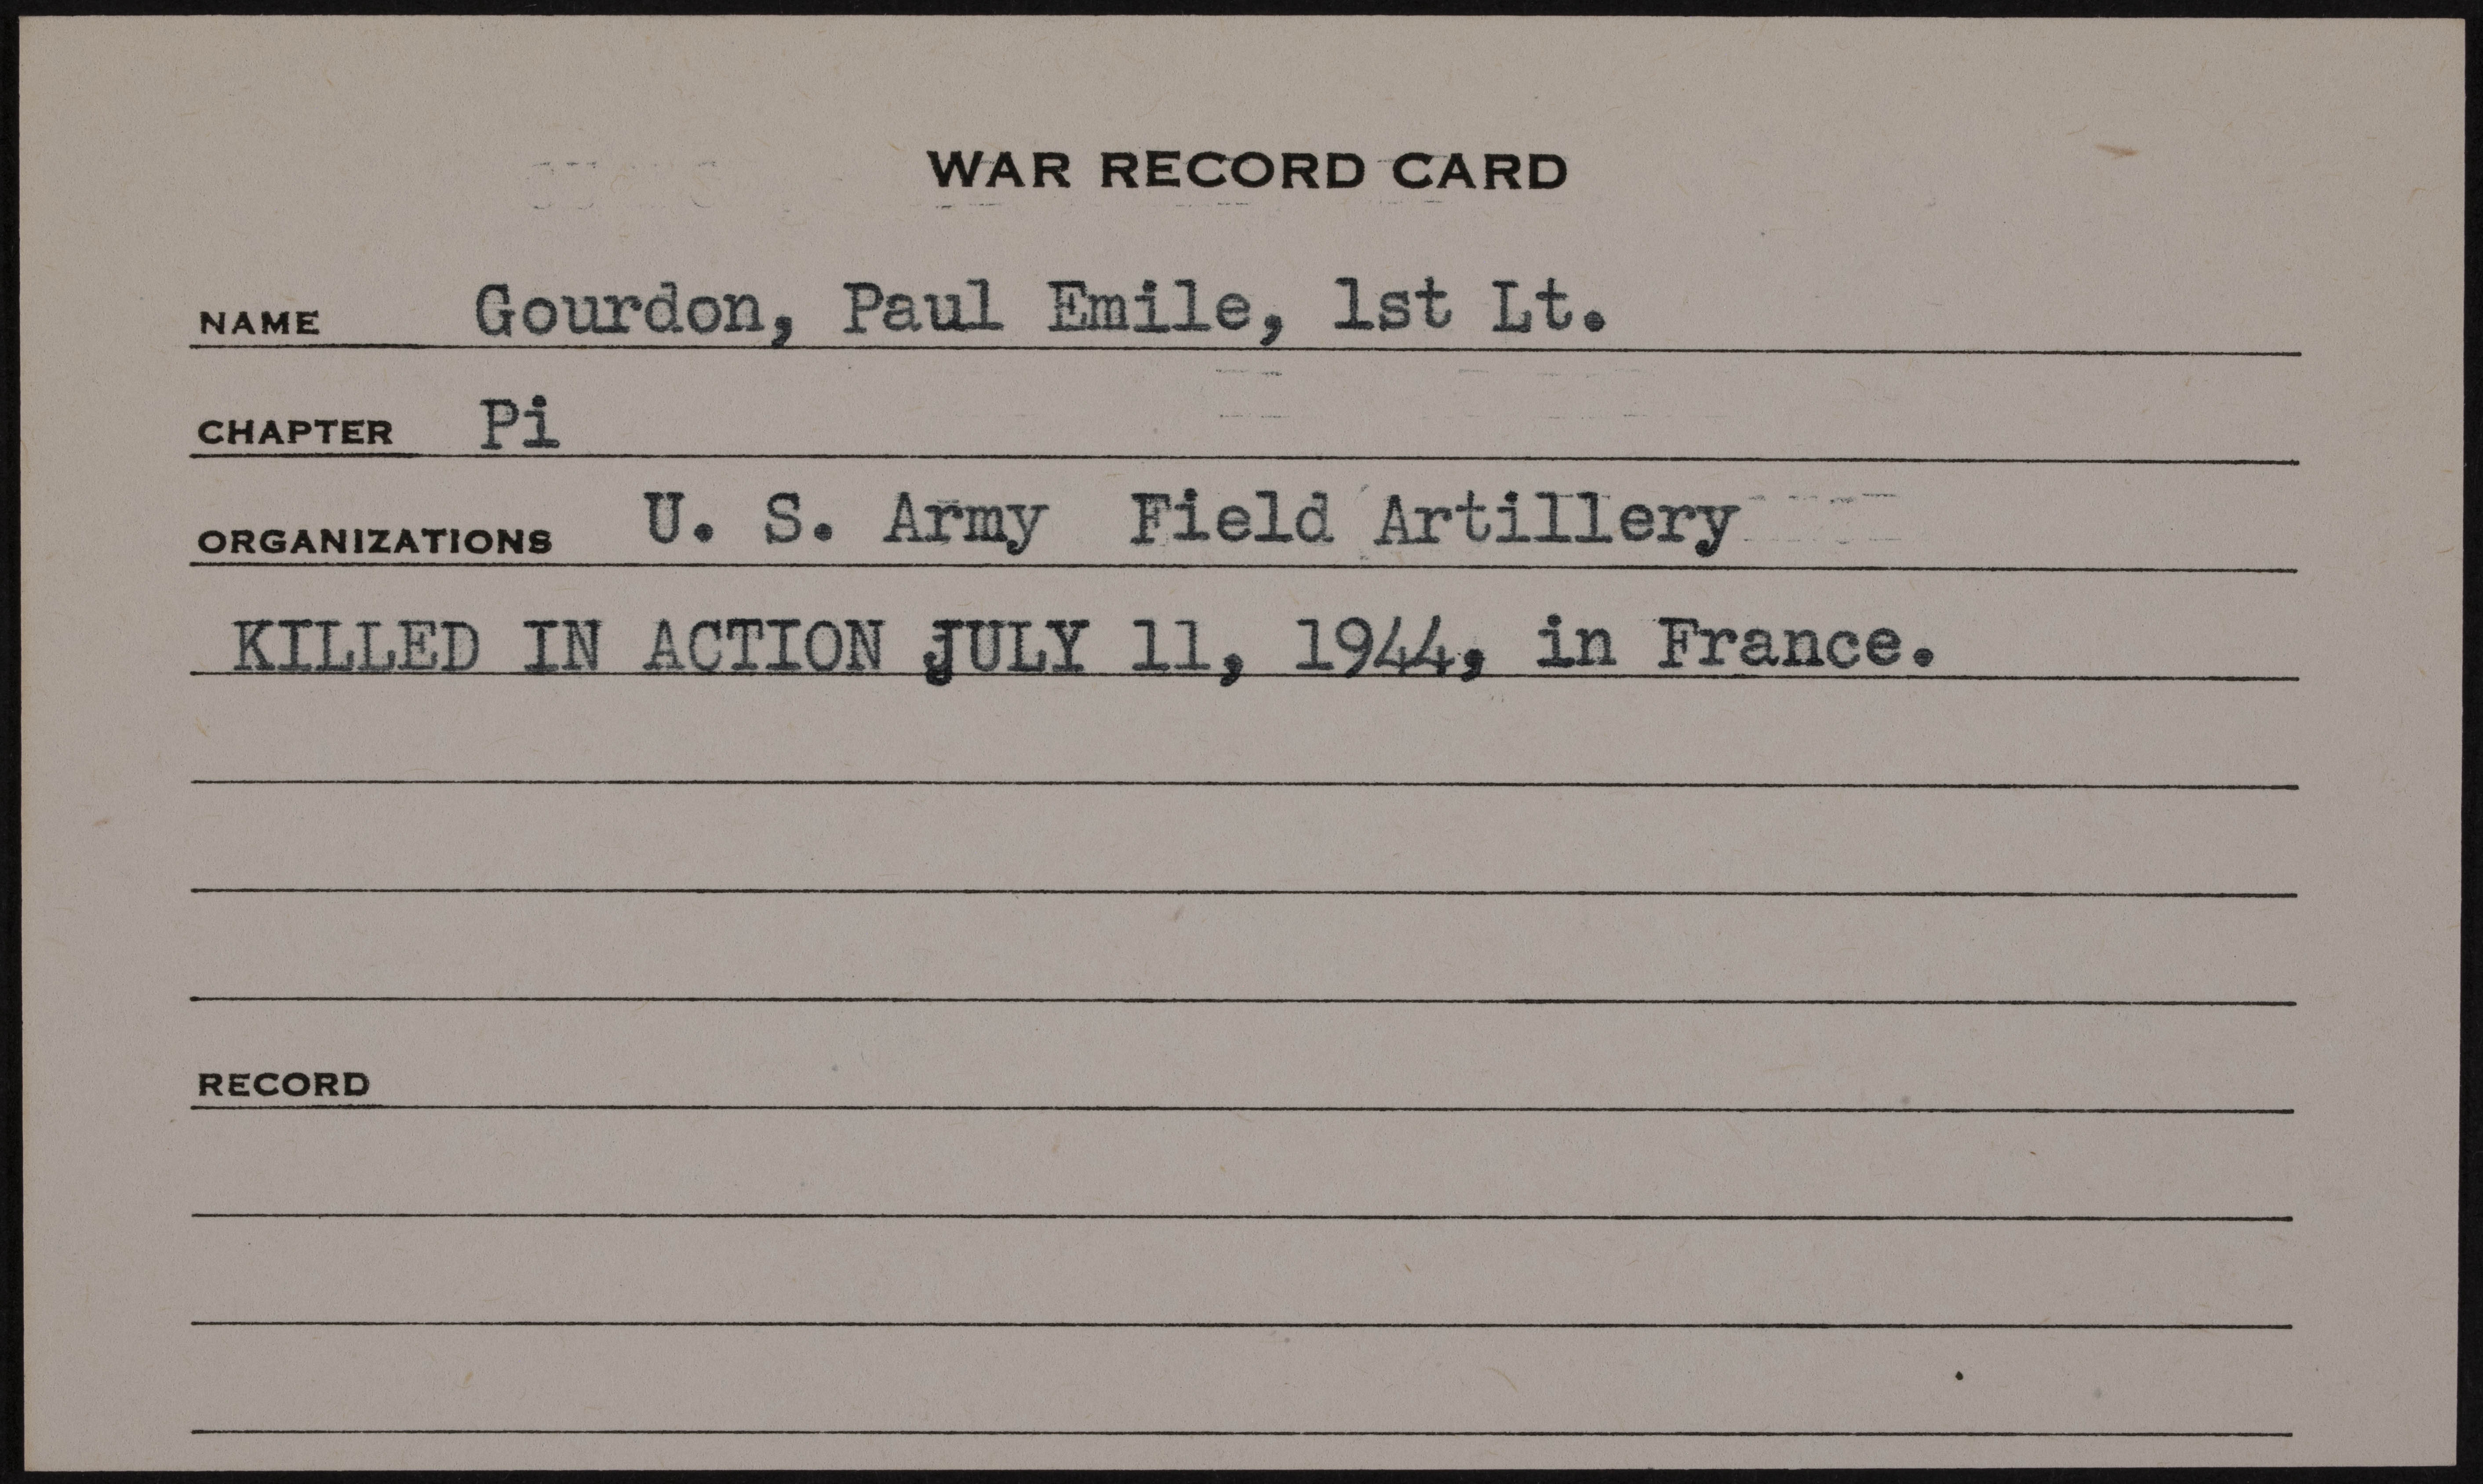 WAR RECORD CARD
NAME Gourdon, Paul Emile, 1st Lt.
CHAPTER Pi
ORGANIZATIONS U. S. Army Field Artillery
KILLED IN ACTION JULY 11, 1944, in France.
RECORD